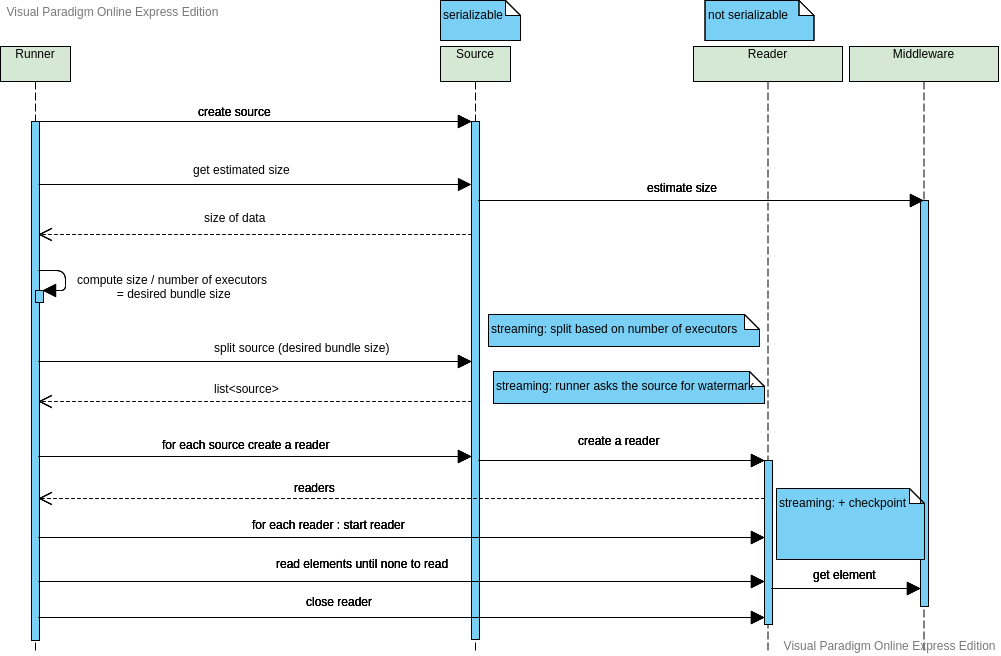 Visual Paradigm Online Express Edition
serializable
not serializable
Runner
Source
Reader
Middleware
create source
get estimated size
estimate size
size of data
compute size / number of executors
= desired bundle size
streaming: split based on number of executors
split source (desired bundle size)
streaming: runner asks the source for watermark
list<source>
for each source create a reader
create a reader
readers
streaming: + checkpoint
for each reader : start reader
read elements until none to read
get element
close reader
Visual Paradigm Online Express Edition